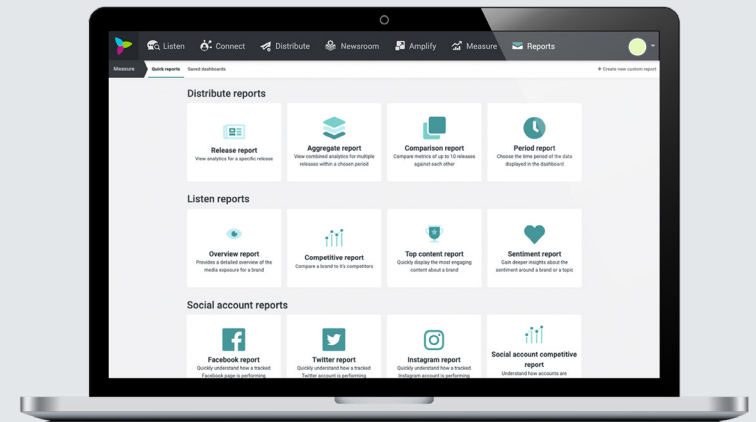 Listen
Connect
Distribute
Newsroom
Amplify
Measure
Reports
Measure
Quick reports
Saved dashboards
+ Create new custom report
Distribute reports
Release report
View analytics for a specific release
Aggregate report
View combined analytics for multiple
releases within a chosen period
Comparison report
Compare metrics of up to 10 releases
against each other
Period report
Choose the time period of the data
displayed in the dashboard
Listen reports
Overview report
Provides a detailed overview of the
media exposure for a brand
Competitive report
Compare a brand to it's competitors
Top content report
Quickly display the most engaging
content about a brand
Sentiment report
Gain deeper insights about the
sentiment around a brand or a topic
Social account reports
Facebook report
Quickly understand how a tracked
Facebook page is performing
Twitter report
Quickly understand how a tracked
Twitter account is performing
Instagram report
Quickly understand how a tracked
Instagram account is performing
Social account competitive
report
Understand how accounts are